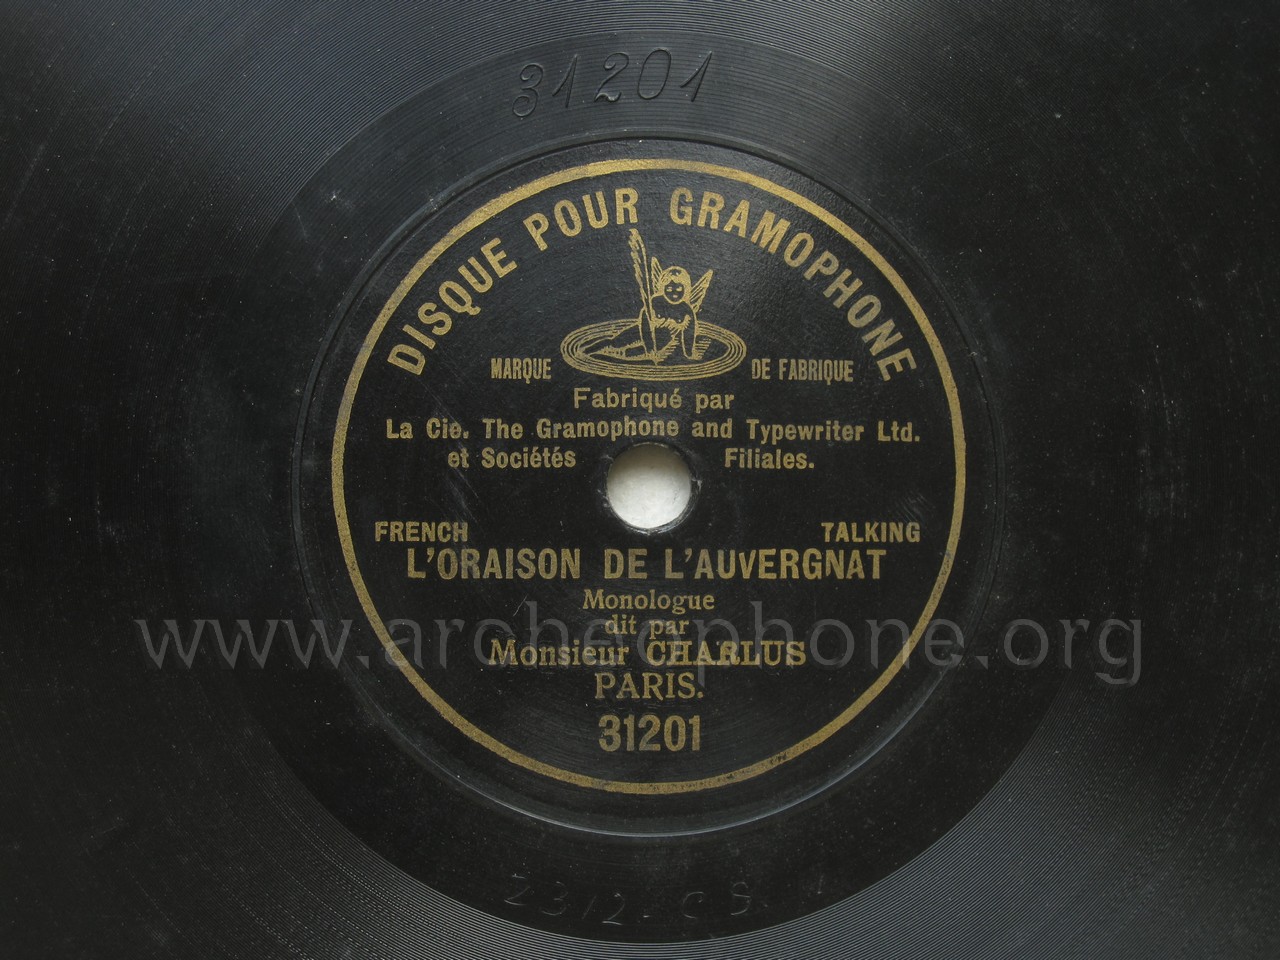 31201
DISQUE POUR GRAMOPHONE
MARQUE DE FABRIQUE
Fabriqué par
La Cie. The Gramophone and Typewriter Ltd.
et Sociétés Filiales.
FRENCH TALKING
L'ORAISON DE L'AUVERGNAT
Monologue
dit par
Monsieur CHARLUS
PARIS.
31201
www.archeophone.org